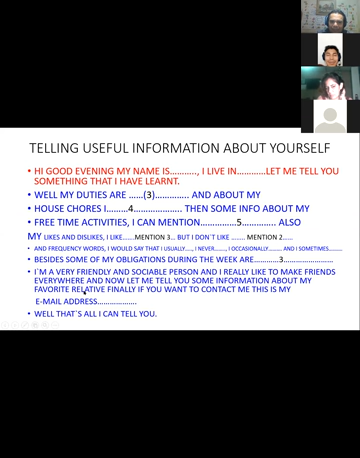 TELLING USEFUL INFORMATION ABOUT YOURSELF
• HI GOOD EVENING MY NAME IS..........., I LIVE IN............LET ME TELL YOU
SOMETHING THAT I HAVE LEARNT.
• WELL MY DUTIES ARE ......(3).............. AND ABOUT MY
• HOUSE CHORES I........4.................... THEN SOME INFO ABOUT MY
• FREE TIME ACTIVITIES, I CAN MENTION..............5.............. ALSO
MY LIKES AND DISLIKES, I LIKE......MENTION 3... BUT I DON´T LIKE ........ MENTION 2......
• AND FREQUENCY WORDS, I WOULD SAY THAT I USUALLY....., I NEVER........, I OCCASIONALLY......... AND I SOMETIMES.........
• BESIDES SOME OF MY OBLIGATIONS DURING THE WEEK ARE............3.......................
• I´M A VERY FRIENDLY AND SOCIABLE PERSON AND I REALLY LIKE TO MAKE FRIENDS
EVERYWHERE AND NOW LET ME TELL YOU SOME INFORMATION ABOUT MY
FAVORITE RELATIVE FINALLY IF YOU WANT TO CONTACT ME THIS IS MY
E-MAIL ADDRESS..................
• WELL THAT´S ALL I CAN TELL YOU.